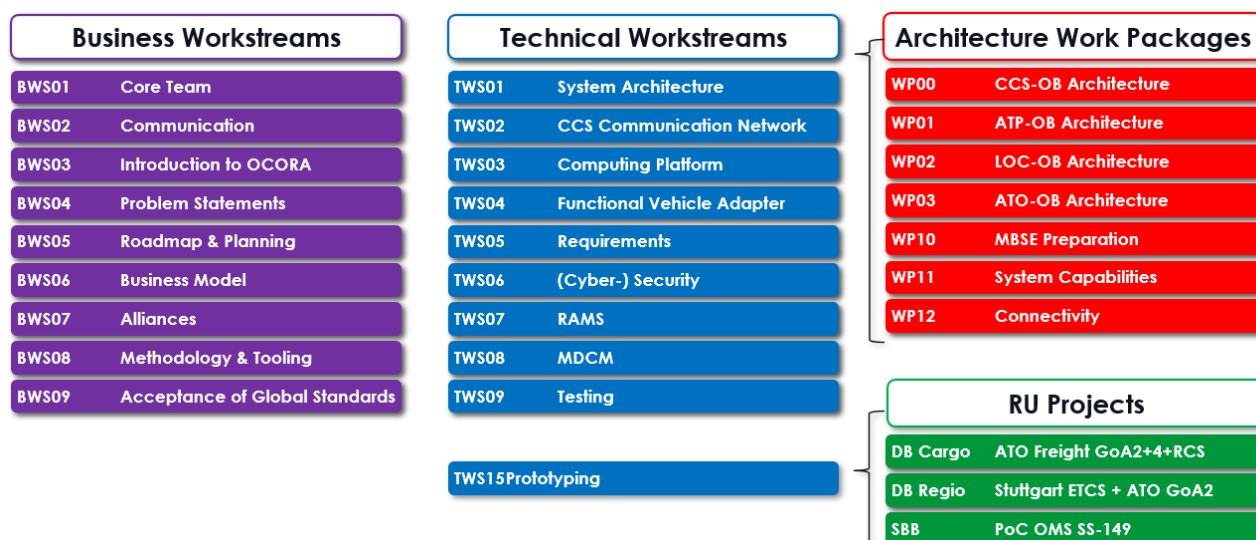 Business Workstreams
BWS01 Core Team
BWS02 Communication
BWS03 Introduction to OCORA
BWS04 Problem Statements
BWS05 Roadmap & Planning
BWS06 Business Model
BWS07 Alliances
BWS08 Methodology & Tooling
BWS09 Acceptance of Global Standards
Technical Workstreams
TWS01 System Architecture
TWS02 CCS Communication Network
TWS03 Computing Platform
TWS04 Functional Vehicle Adapter
TWS05 Requirements
TWS06 (Cyber-) Security
TWS07 RAMS
TWS08 MDCM
TWS09 Testing
TWS15Prototyping
Architecture Work Packages
WP00 CCS-OB Architecture
WP01 ATP-OB Architecture
WP02 LOC-OB Architecture
WP03 ATO-OB Architecture
WP10 MBSE Preparation
WP11 System Capabilities
WP12 Connectivity
RU Projects
DB Cargo ATO Freight GoA2+4+RCS
DB Regio Stuttgart ETCS + ATO GoA2
SBB PoC OMS SS-149